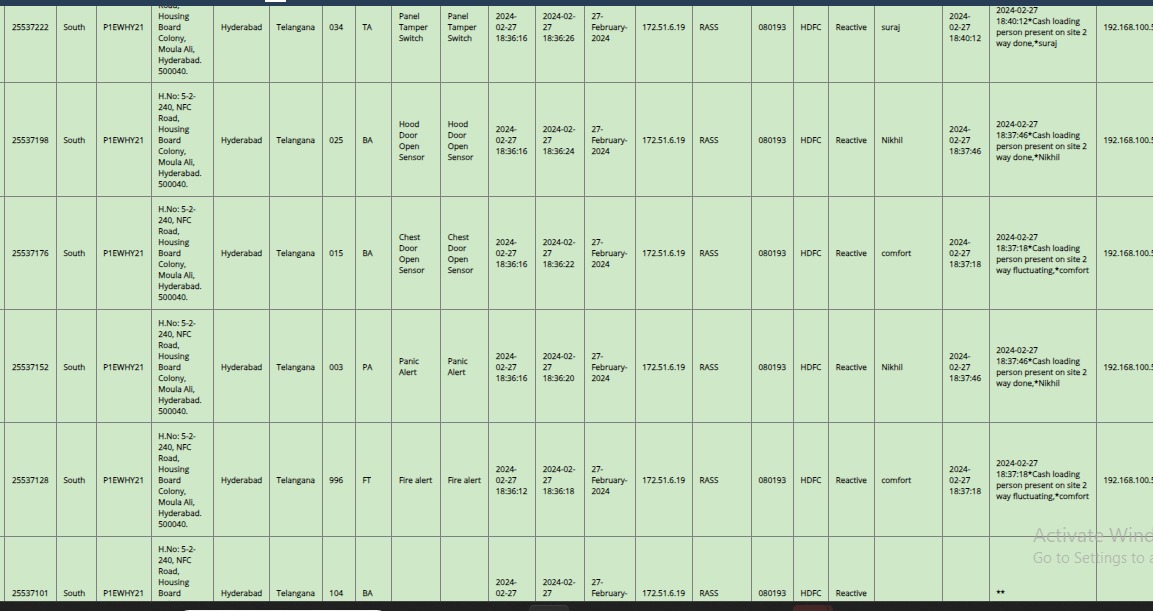 25537222 South P1EWHY21 Road, Housing Board Colony, Moula Ali, Hyderabad. 500040. Hyderabad Telangana 034 TA Panel Tamper Switch Panel Tamper Switch 2024-02-27 18:36:16 2024-02-27 18:36:26 27-February-2024 172.51.6.19 RASS 080193 HDFC Reactive suraj 2024-02-27 18:40:12 2024-02-27 18:40:12*Cash loading person present on site 2 way done,*suraj 192.168.100.5
25537198 South P1EWHY21 H.No: 5-2-240, NFC Road, Housing Board Colony, Moula Ali, Hyderabad. 500040. Hyderabad Telangana 025 BA Hood Door Open Sensor Hood Door Open Sensor 2024-02-27 18:36:16 2024-02-27 18:36:24 27-February-2024 172.51.6.19 RASS 080193 HDFC Reactive Nikhil 2024-02-27 18:37:46 2024-02-27 18:37:46*Cash loading person present on site 2 way done,*Nikhil 192.168.100.5
25537176 South P1EWHY21 H.No: 5-2-240, NFC Road, Housing Board Colony, Moula Ali, Hyderabad. 500040. Hyderabad Telangana 015 BA Chest Door Open Sensor Chest Door Open Sensor 2024-02-27 18:36:16 2024-02-27 18:36:22 27-February-2024 172.51.6.19 RASS 080193 HDFC Reactive comfort 2024-02-27 18:37:18 2024-02-27 18:37:18*Cash loading person present on site 2 way fluctuating,*comfort 192.168.100.5
25537152 South P1EWHY21 H.No: 5-2-240, NFC Road, Housing Board Colony, Moula Ali, Hyderabad. 500040. Hyderabad Telangana 003 PA Panic Alert Panic Alert 2024-02-27 18:36:16 2024-02-27 18:36:20 27-February-2024 172.51.6.19 RASS 080193 HDFC Reactive Nikhil 2024-02-27 18:37:46 2024-02-27 18:37:46*Cash loading person present on site 2 way done,*Nikhil 192.168.100.5
25537128 South P1EWHY21 H.No: 5-2-240, NFC Road, Housing Board Colony, Moula Ali, Hyderabad. 500040. Hyderabad Telangana 996 FT Fire alert Fire alert 2024-02-27 18:36:12 2024-02-27 18:36:18 27-February-2024 172.51.6.19 RASS 080193 HDFC Reactive comfort 2024-02-27 18:37:18 2024-02-27 18:37:18*Cash loading person present on site 2 way fluctuating,*comfort 192.168.100.5
25537101 South P1EWHY21 H.No: 5-2-240, NFC Road, Housing Board Hyderabad Telangana 104 BA 2024-02-27 2024-02-27 27-February- 172.51.6.19 RASS 080193 HDFC Reactive **
Activate Wind
Go to Settings to a